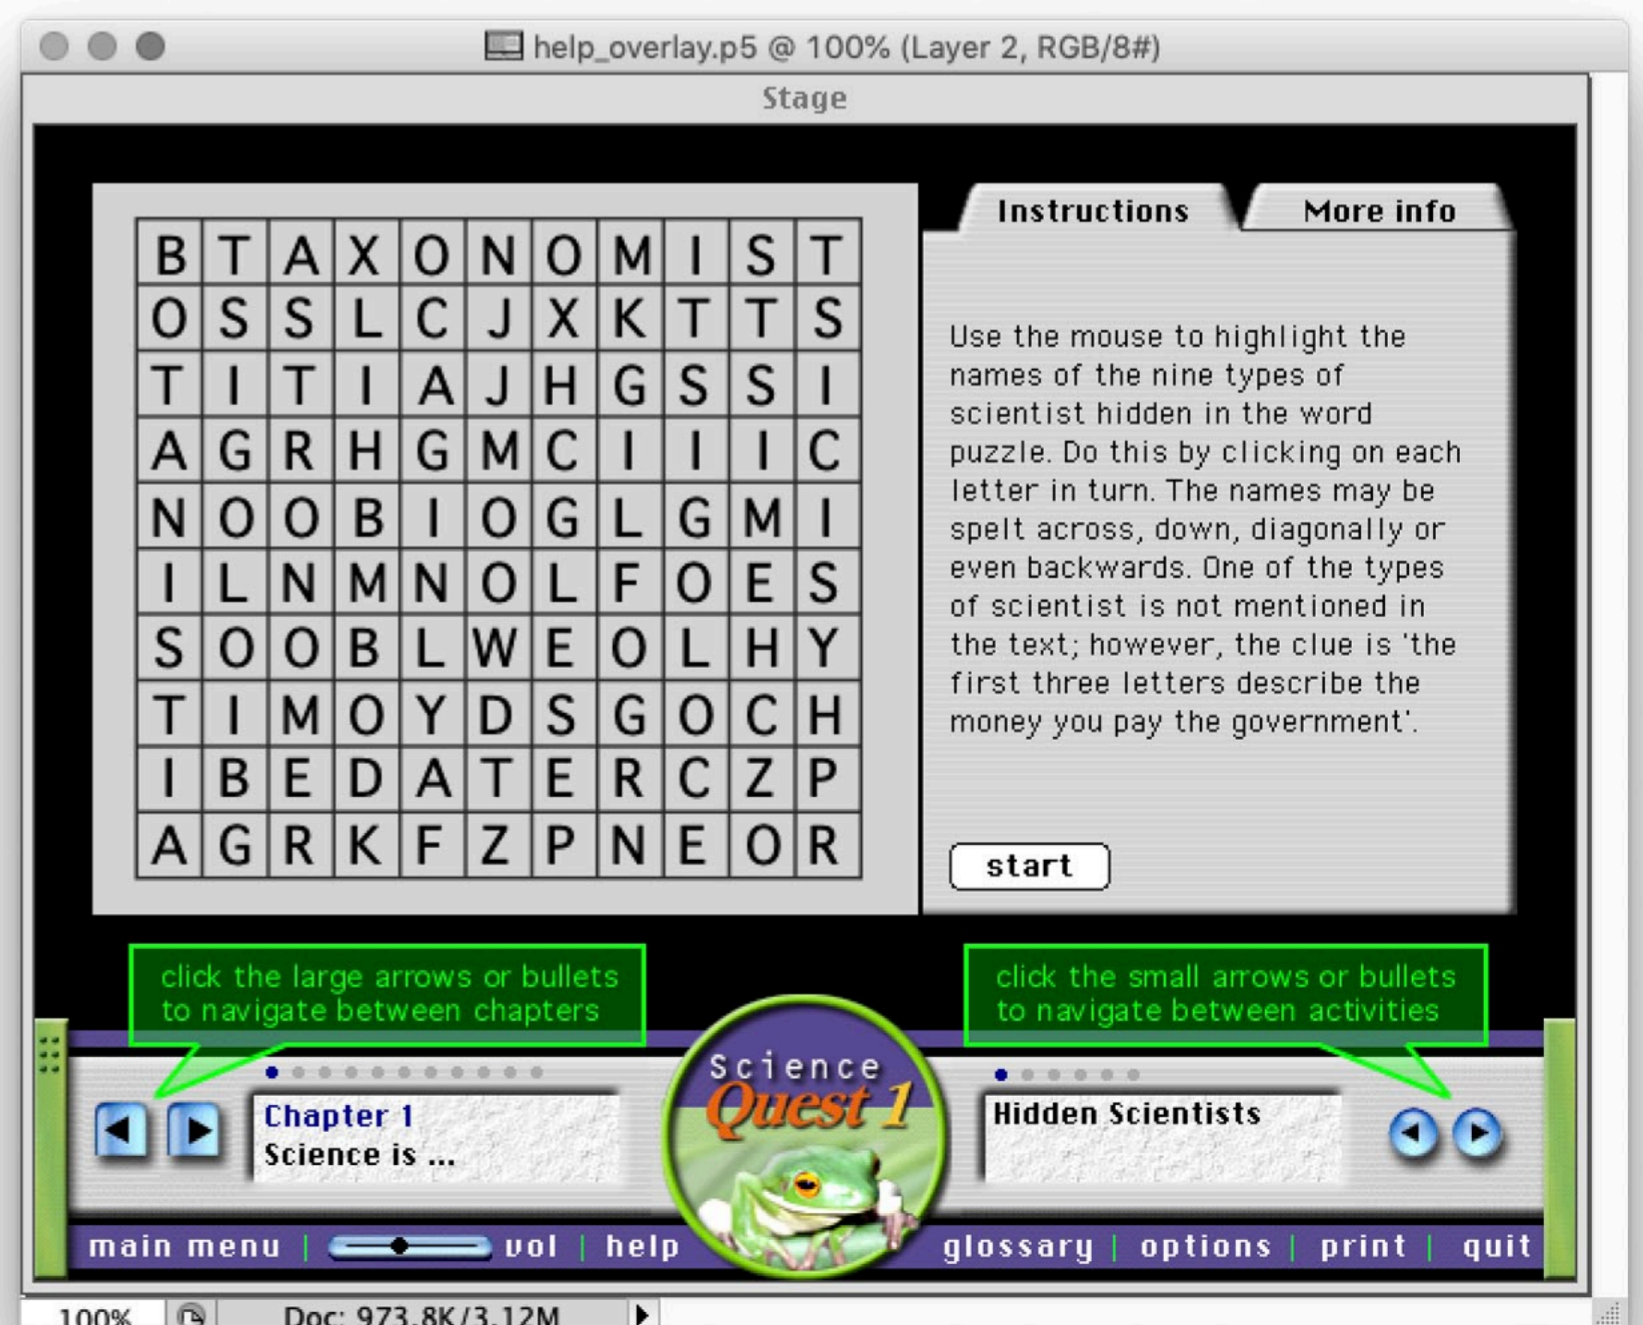 help_overlay.p5 @ 100% (Layer 2, RGB/8#)
Stage
B T A X O N O M I S T
O S S L C J X K T T S
T I T I A J H G S S I
A G R H G M C I I I C
N O O B I O G L G M I
I L N M N O L F O E S
S O O B L W E O L H Y
T I M O Y D S G O C H
I B E D A T E R C Z P
A G R K F Z P N E O R
Instructions
More info
Use the mouse to highlight the
names of the nine types of
scientist hidden in the word
puzzle. Do this by clicking on each
letter in turn. The names may be
spelt across, down, diagonally or
even backwards. One of the types
of scientist is not mentioned in
the text; however, the clue is 'the
first three letters describe the
money you pay the government'.
start
click the large arrows or bullets
to navigate between chapters
click the small arrows or bullets
to navigate between activities
Chapter 1
Science is ...
Science
Quest 1
Hidden Scientists
main menu | vol | help
glossary | options | print | quit
100%
Doc: 973.8K/3.12M